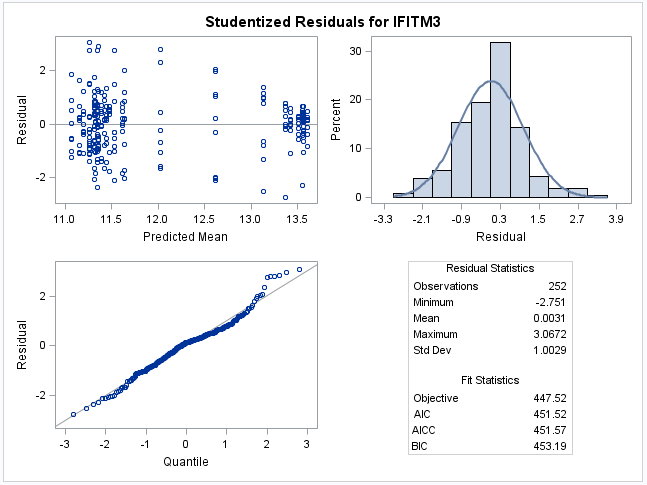 Studentized Residuals for IFITM3
2
0
-2
Residual
11.0 11.5 12.0 12.5 13.0 13.5
Predicted Mean
30
20
10
0
Percent
-3.3 -2.1 -0.9 0.3 1.5 2.7 3.9
Residual
2
0
-2
Residual
-3 -2 -1 0 1 2 3
Quantile
Residual Statistics
Observations 252
Minimum -2.751
Mean 0.0031
Maximum 3.0672
Std Dev 1.0029
Fit Statistics
Objective 447.52
AIC 451.52
AICC 451.57
BIC 453.19